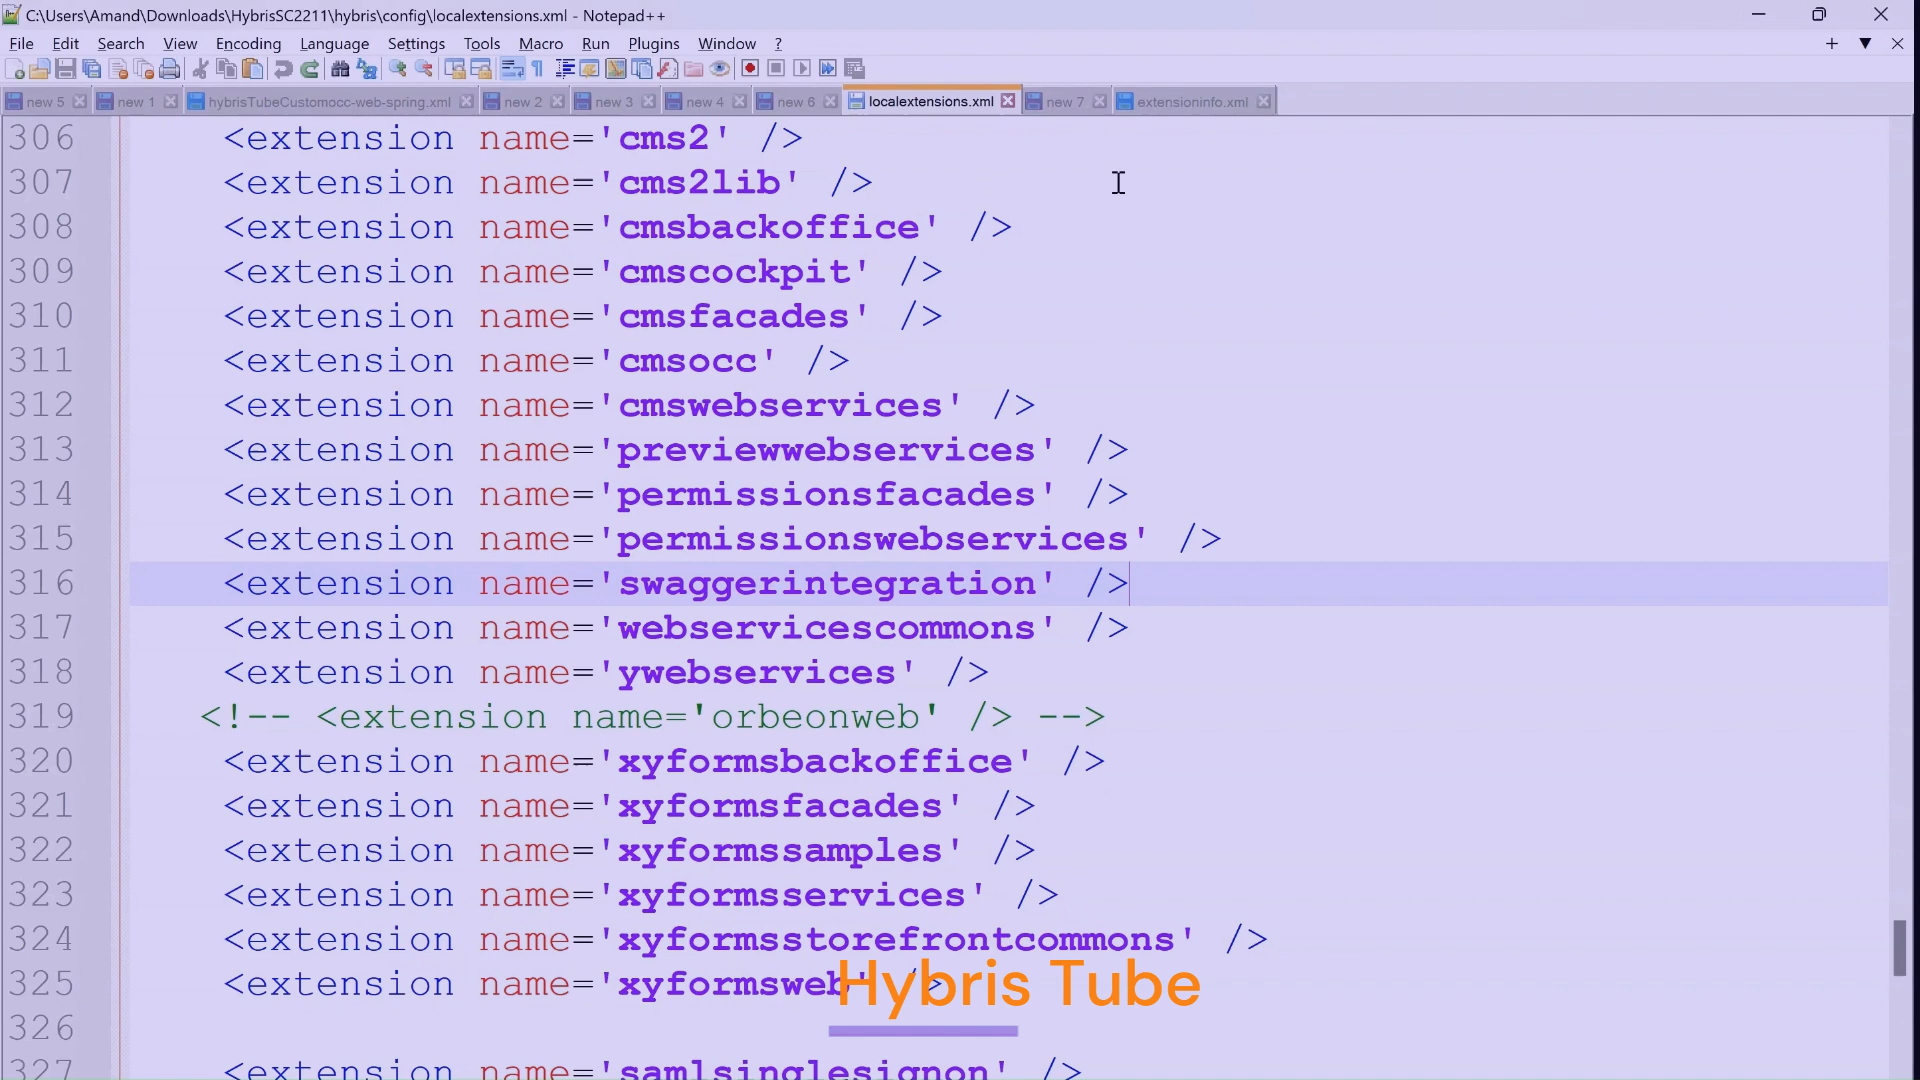 C:\Users\Amand\Downloads\HybrisSC2211\hybris\config\localextensions.xml - Notepad++
File Edit Search View Encoding Language Settings Tools Macro Run Plugins Window ?
new 5 new 1 hybrisTubeCustomocc-web-spring.xml new 2 new 3 new 4 new 6 localextensions.xml new 7 extensioninfo.xml
306 <extension name='cms2' />
307 <extension name='cms2lib' />
308 <extension name='cmsbackoffice' />
309 <extension name='cmscockpit' />
310 <extension name='cmsfacades' />
311 <extension name='cmsocc' />
312 <extension name='cmswebservices' />
313 <extension name='previewwebservices' />
314 <extension name='permissionsfacades' />
315 <extension name='permissionswebservices' />
316 <extension name='swaggerintegration' />
317 <extension name='webservicescommons' />
318 <extension name='ywebservices' />
319 <!-- <extension name='orbeonweb' /> -->
320 <extension name='xyformsbackoffice' />
321 <extension name='xyformsfacades' />
322 <extension name='xyformssamples' />
323 <extension name='xyformsservices' />
324 <extension name='xyformsstorefrontcommons' />
325 <extension name='xyformsweb' />
Hybris Tube
326
327 <extension name='samlsinglesignon' />